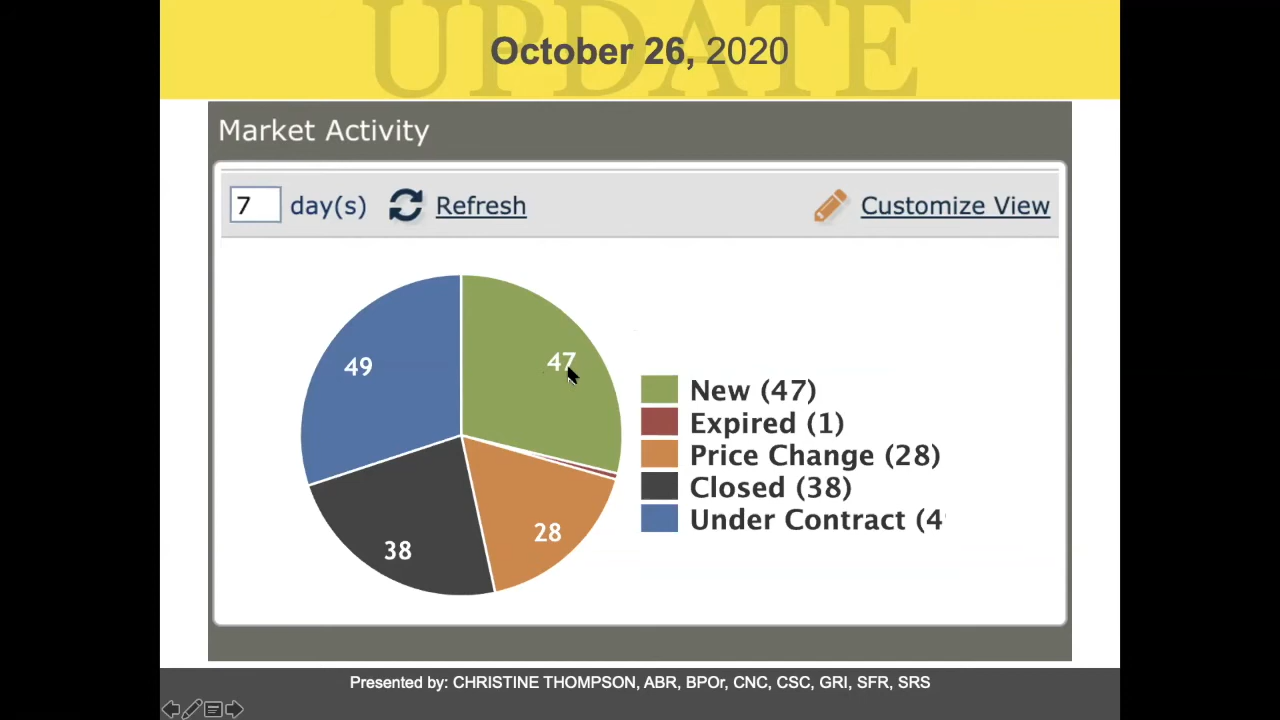 UPDATE
October 26, 2020
Market Activity
7 day(s) Refresh Customize View
49
47
38
28
New (47)
Expired (1)
Price Change (28)
Closed (38)
Under Contract (4
Presented by: CHRISTINE THOMPSON, ABR, BPOr, CNC, CSC, GRI, SFR, SRS